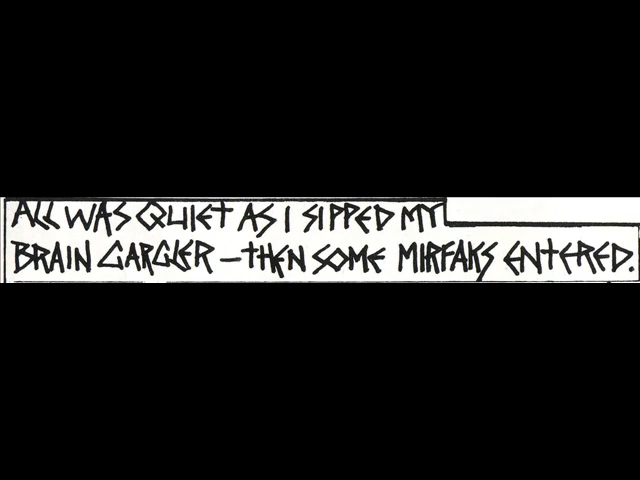 ALL WAS QUIET AS I SIPPED MY
BRAIN GARGLER – THEN SOME MIRFAKS ENTERED.